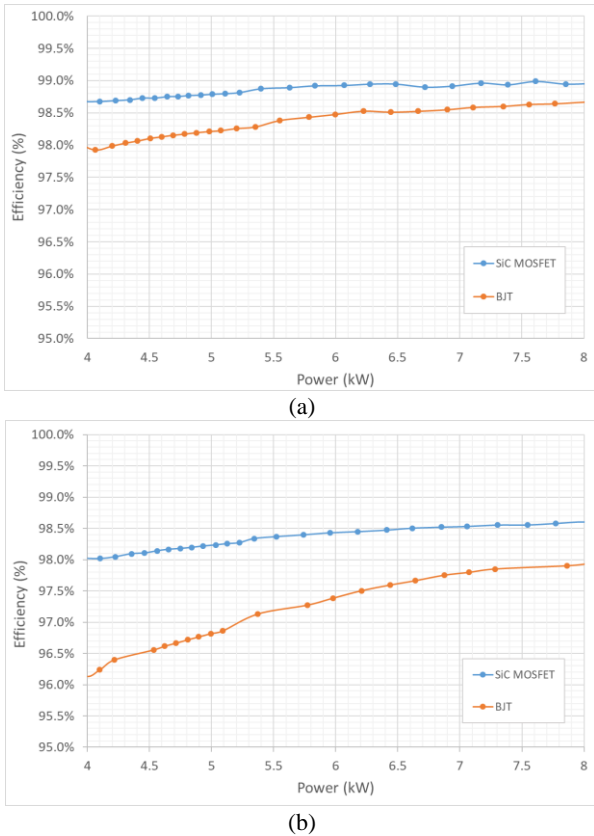 100.0%
99.5%
99.0%
98.5%
98.0%
97.5%
97.0%
96.5%
96.0%
95.5%
95.0%
Efficiency (%)
SiC MOSFET
BJT
4 4.5 5 5.5 6 6.5 7 7.5 8
Power (kW)
(a)
100.0%
99.5%
99.0%
98.5%
98.0%
97.5%
97.0%
96.5%
96.0%
95.5%
95.0%
Efficiency (%)
SiC MOSFET
BJT
4 4.5 5 5.5 6 6.5 7 7.5 8
Power (kW)
(b)